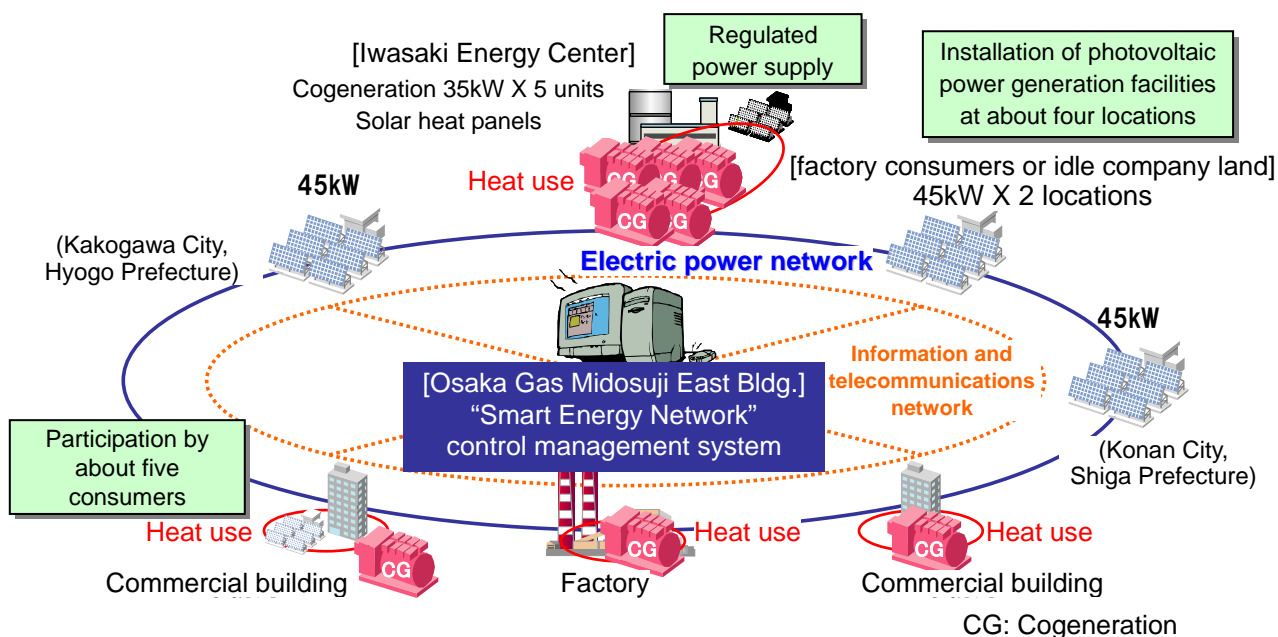 [Iwasaki Energy Center]
Cogeneration 35kW X 5 units
Solar heat panels
Regulated
power supply
Installation of photovoltaic
power generation facilities
at about four locations
[factory consumers or idle company land]
45kW X 2 locations
Heat use
CG
CG
CG
CG
CG
45kW
(Kakogawa City,
Hyogo Prefecture)
Electric power network
45kW
Information and
telecommunications
network
[Osaka Gas Midosuji East Bldg.]
“Smart Energy Network”
control management system
(Konan City,
Shiga Prefecture)
Participation by
about five
consumers
Heat use
CG
Commercial building
Heat use
CG
Factory
Heat use
CG
Commercial building
CG: Cogeneration